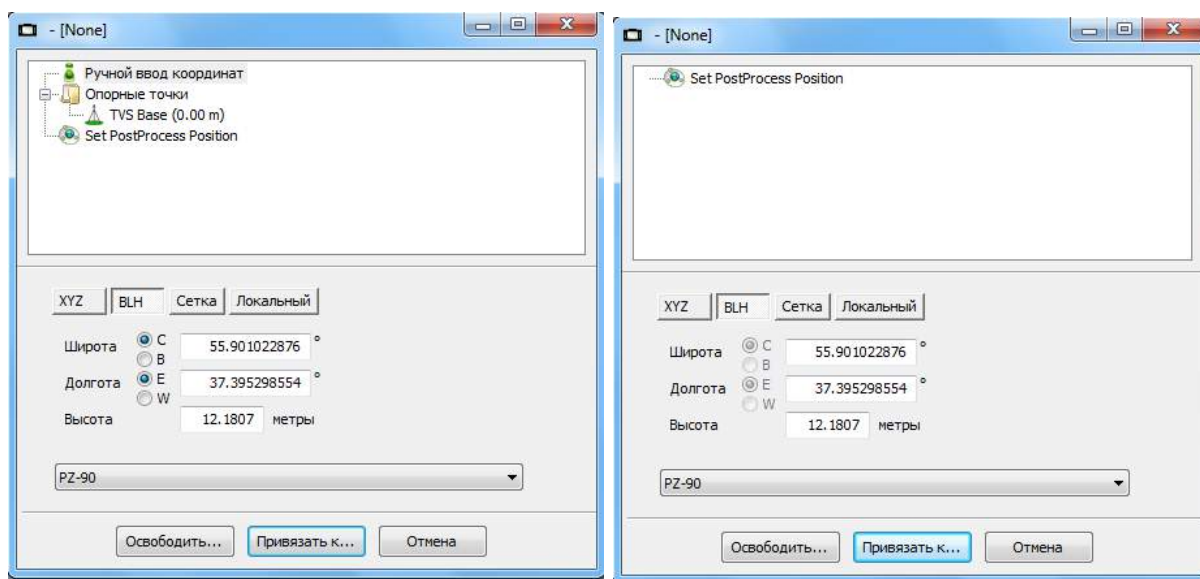 - [None]
Ручной ввод координат
Опорные точки
TVS Base (0.00 m)
Set PostProcess Position
XYZ BLH Сетка Локальный
Широта С В 55.901022876 °
Долгота E W 37.395298554 °
Высота 12.1807 метры
PZ-90
Освободить... Привязать к... Отмена
- [None]
Set PostProcess Position
XYZ BLH Сетка Локальный
Широта С В 55.901022876 °
Долгота E W 37.395298554 °
Высота 12.1807 метры
PZ-90
Освободить... Привязать к... Отмена